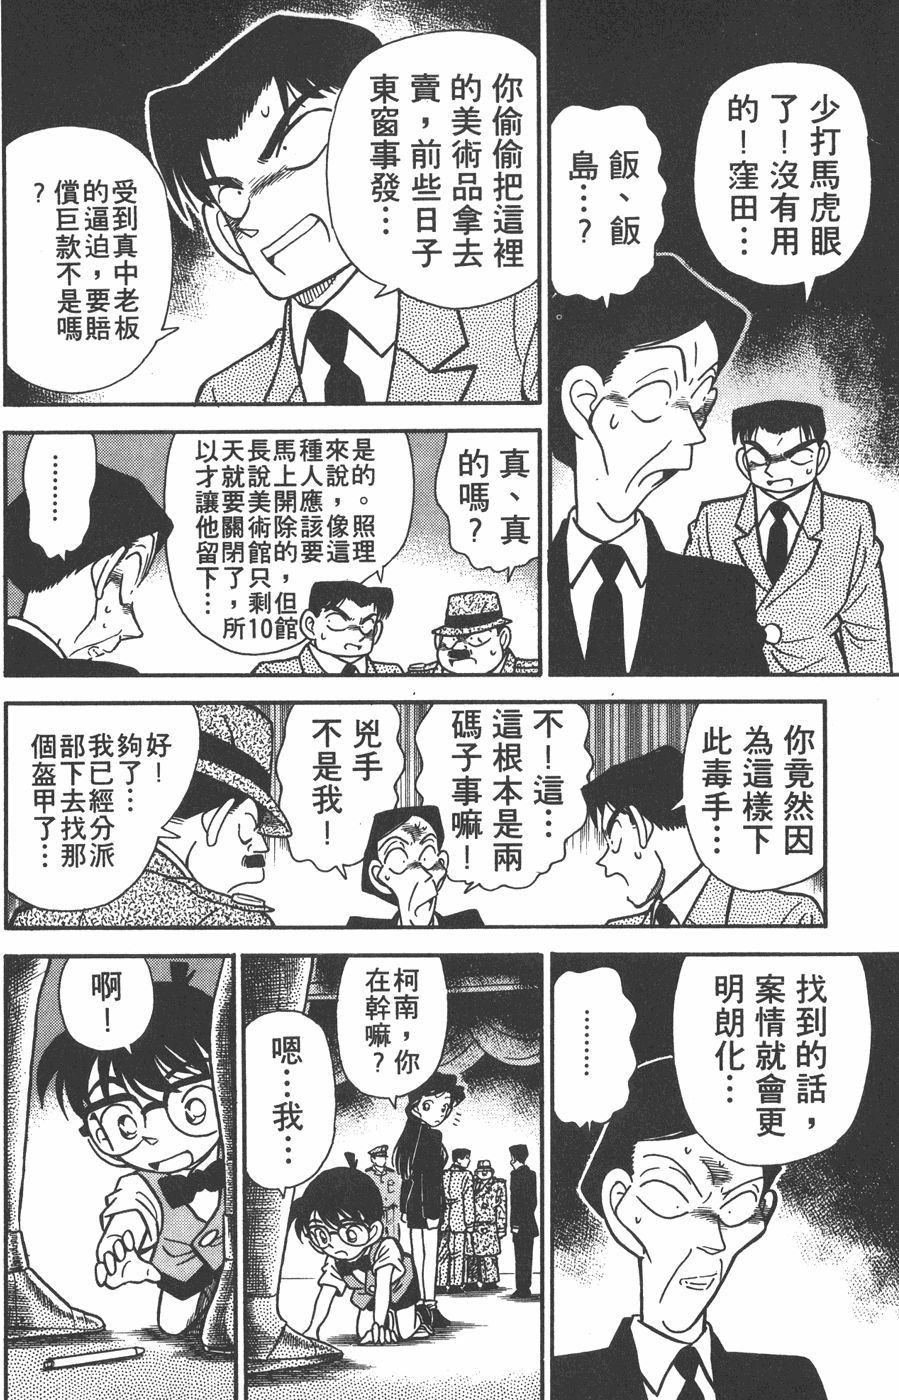 少打馬虎眼
了!沒有用
的!窪田…
飯、飯
島…?
你偷偷把這裡
的美術品拿去
賣,前些日子
東窗事發…
受到真中老板
的逼迫,要賠
償巨款不是嗎
?
真、真
的嗎?
是的。照理
來說,像這
種人應該要
馬上開除的,但館
長說美術館只剩10
天就要關閉了,所
以才讓他留下…
……
你竟然因
為這樣下
此毒手…
不!這…
這根本是兩
碼子事嘛!
兇手
不是我!
好!
夠了…
我已經分派
部下去找那
個盔甲了…
找到的話,
案情就會更
明朗化…
……
柯南,你
在幹嘛?
嗯…我…
啊!